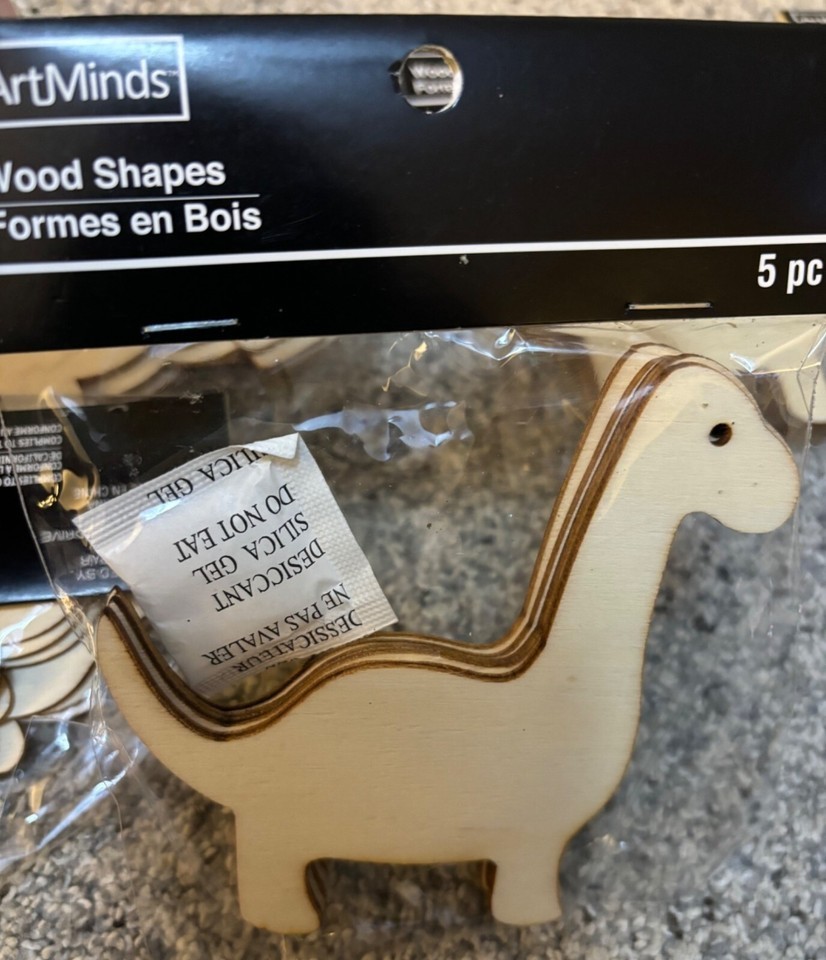 ArtMinds™
Wood Shapes
Formes en Bois
5 pc
SILICA GEL
DO NOT EAT
SILICA GEL
DESICCANT
NE PAS AVALER
DESSICATEUR